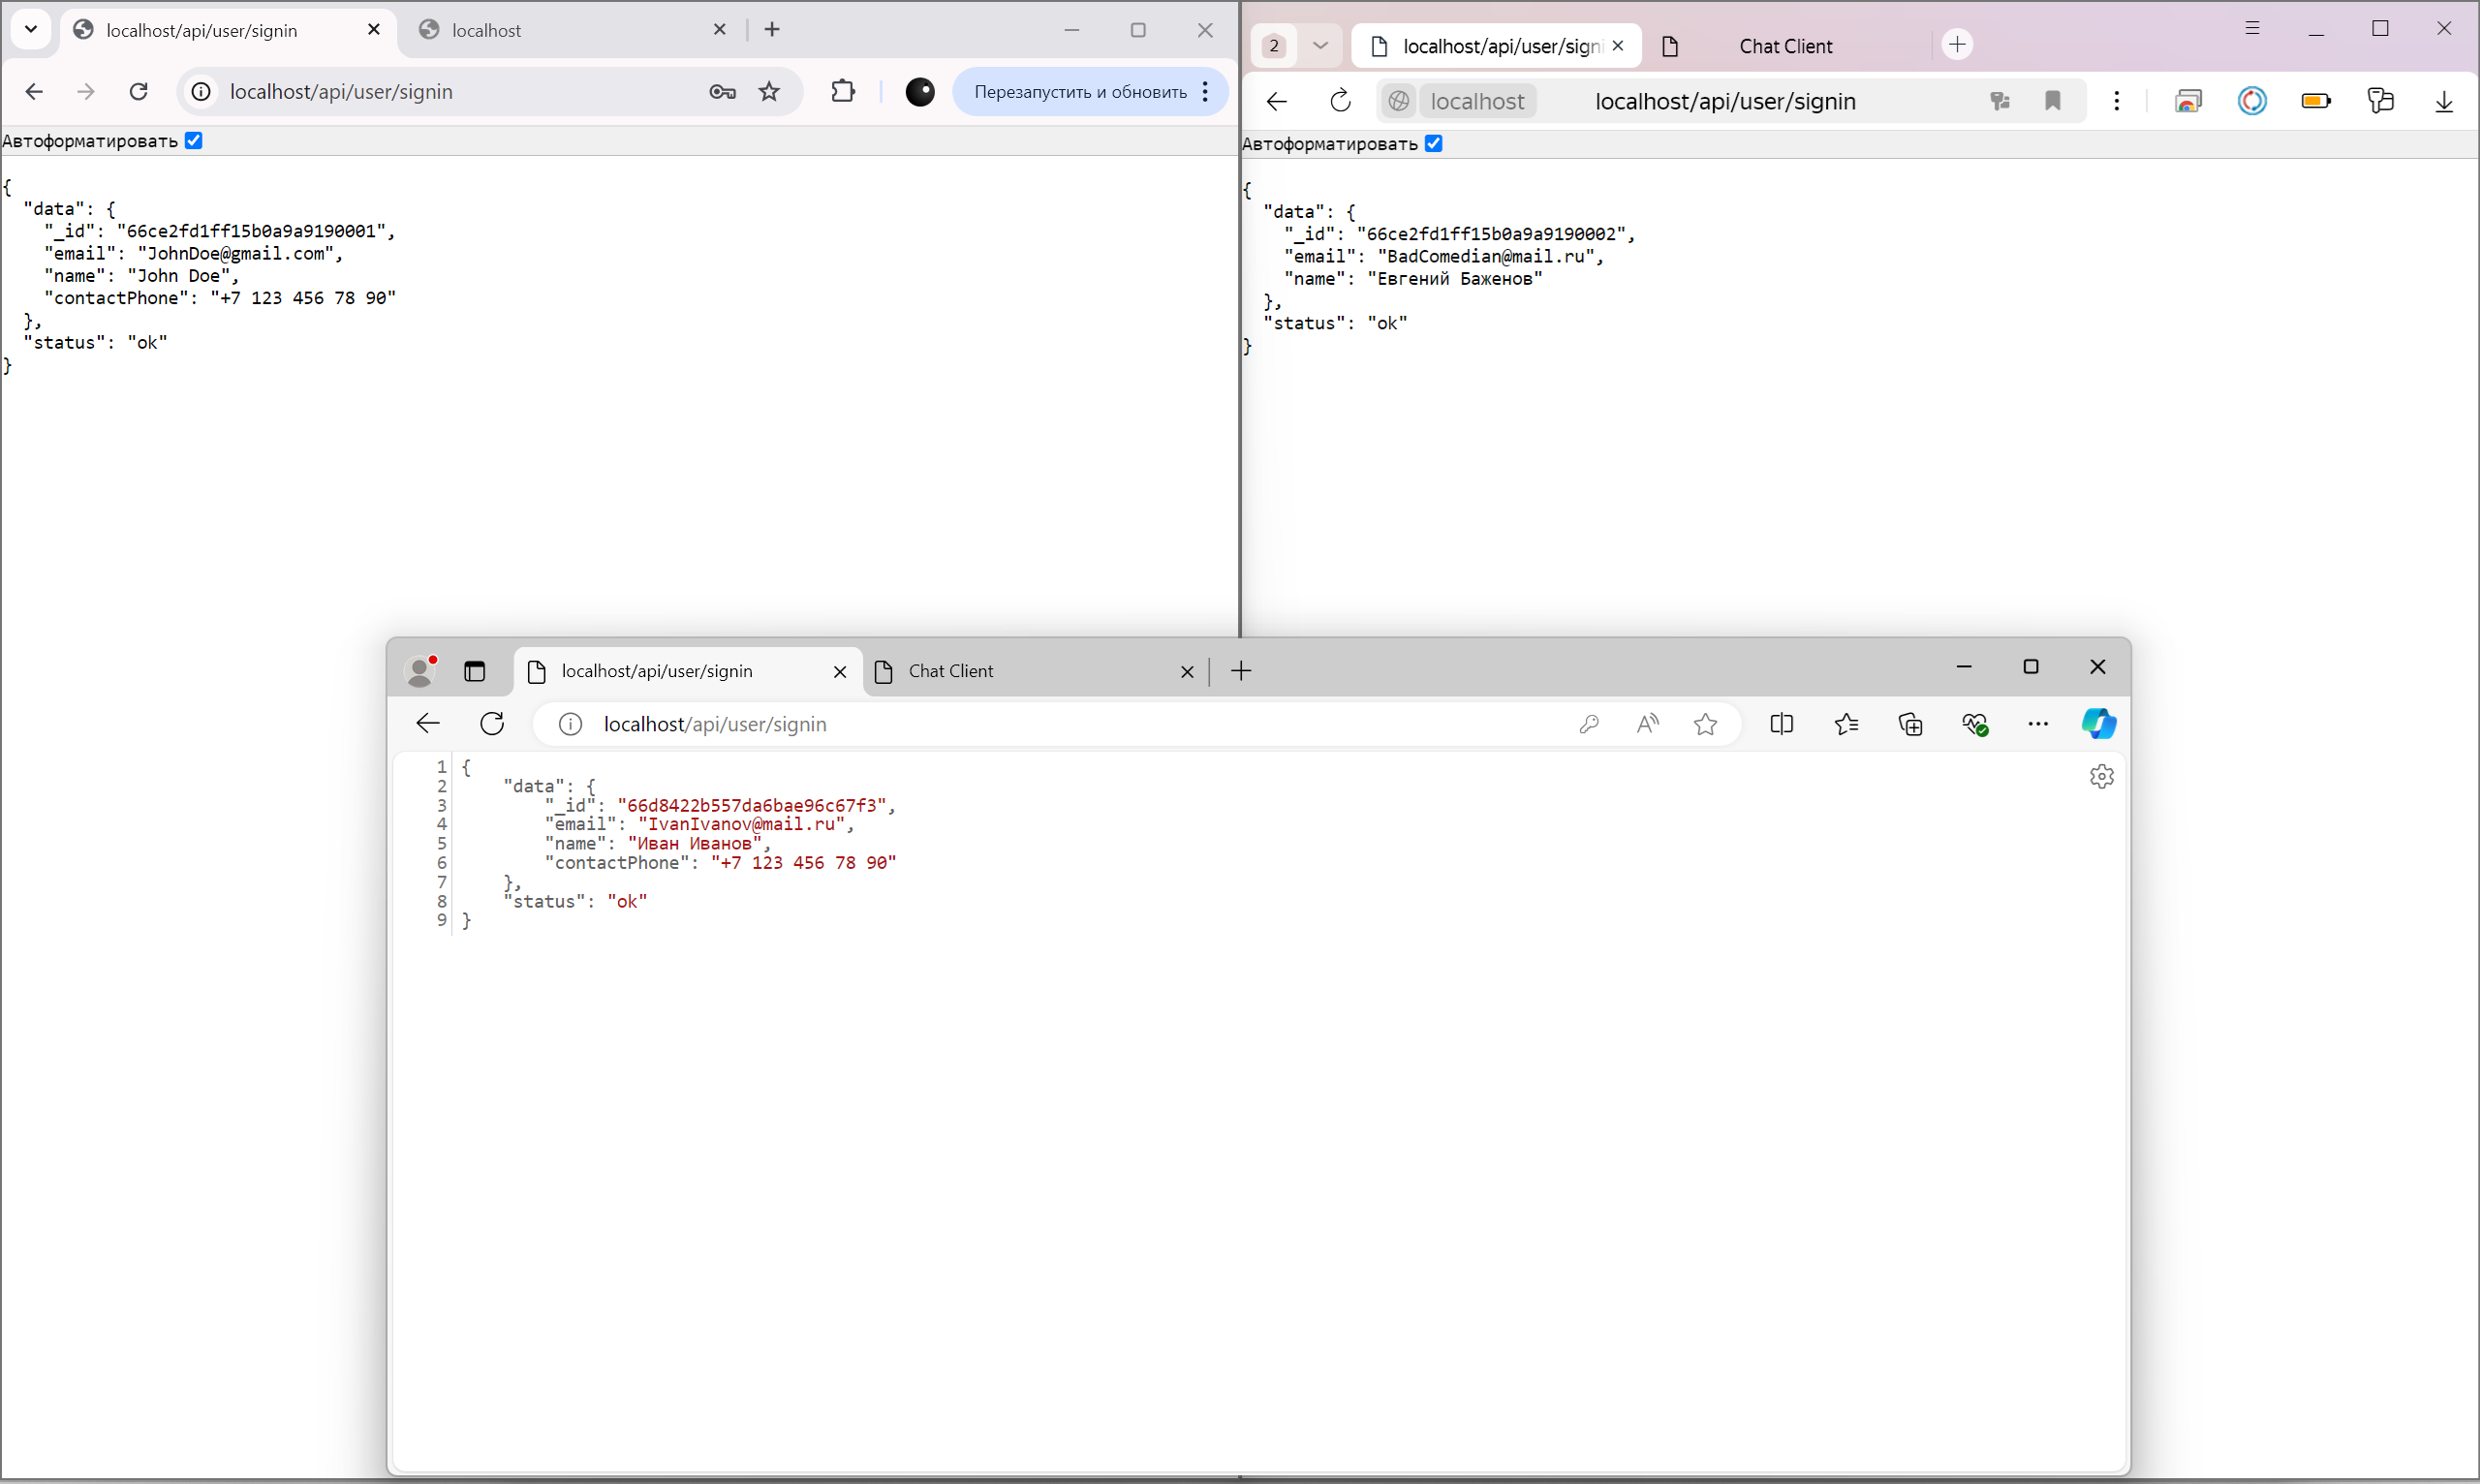 localhost/api/user/signin
localhost
localhost/api/user/signin
Перезапустить и обновить
Автоформатировать
{
  "data": {
    "_id": "66ce2fd1ff15b0a9a9190001",
    "email": "JohnDoe@gmail.com",
    "name": "John Doe",
    "contactPhone": "+7 123 456 78 90"
  },
  "status": "ok"
}
2
localhost/api/user/signi
Chat Client
localhost
localhost/api/user/signin
Автоформатировать
{
  "data": {
    "_id": "66ce2fd1ff15b0a9a9190002",
    "email": "BadComedian@mail.ru",
    "name": "Евгений Баженов"
  },
  "status": "ok"
}
localhost/api/user/signin
Chat Client
localhost/api/user/signin
1 {
2     "data": {
3         "_id": "66d8422b557da6bae96c67f3",
4         "email": "IvanIvanov@mail.ru",
5         "name": "Иван Иванов",
6         "contactPhone": "+7 123 456 78 90"
7     },
8     "status": "ok"
9 }